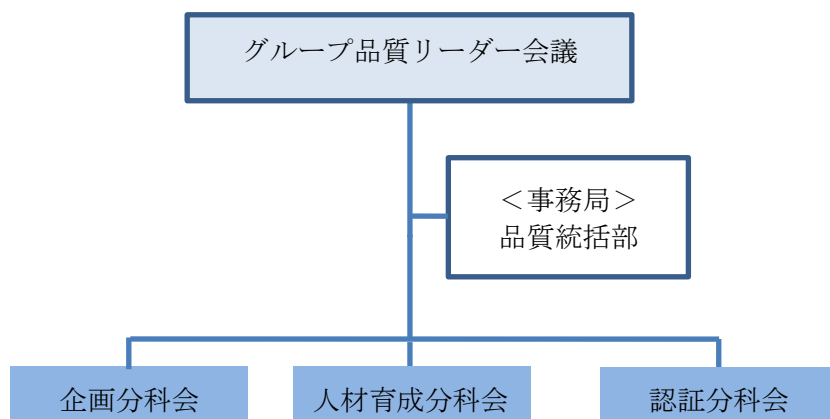 グループ品質リーダー会議
＜事務局＞
品質統括部
企画分科会
人材育成分科会
認証分科会